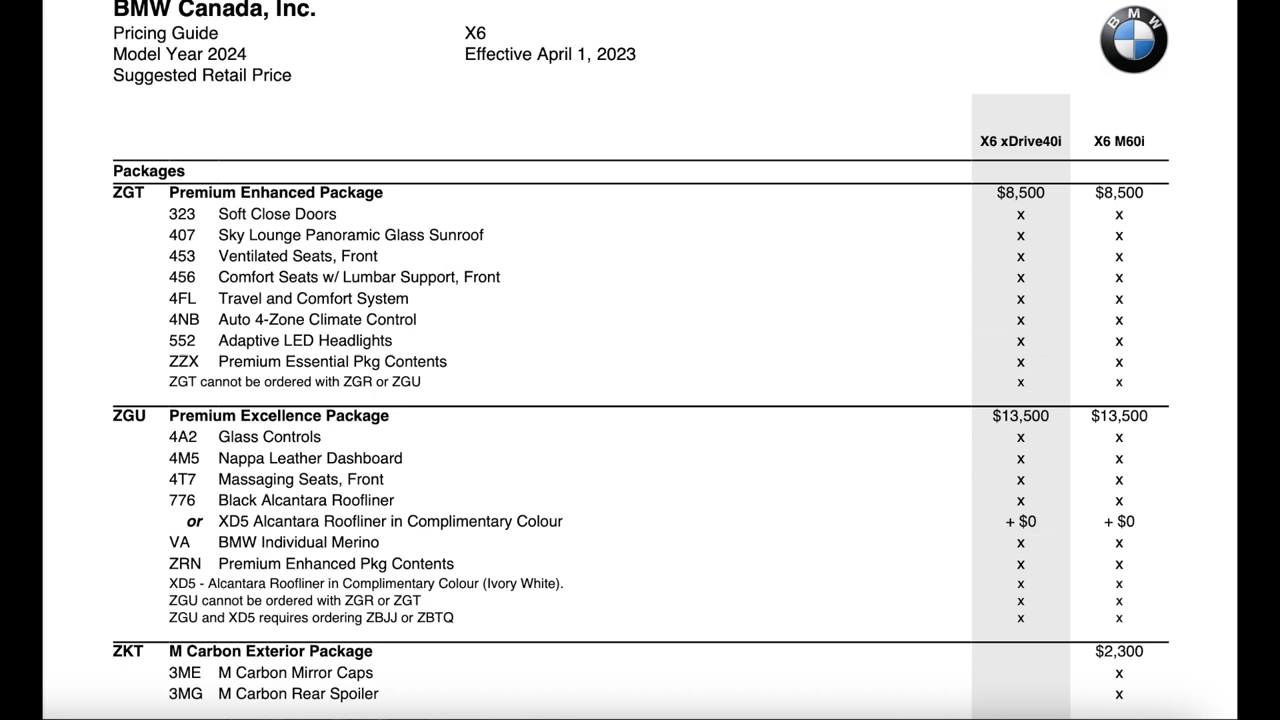 BMW Canada, Inc.
Pricing Guide X6
Model Year 2024 Effective April 1, 2023
Suggested Retail Price
BMW
X6 xDrive40i X6 M60i
Packages
ZGT Premium Enhanced Package $8,500 $8,500
323 Soft Close Doors x x
407 Sky Lounge Panoramic Glass Sunroof x x
453 Ventilated Seats, Front x x
456 Comfort Seats w/ Lumbar Support, Front x x
4FL Travel and Comfort System x x
4NB Auto 4-Zone Climate Control x x
552 Adaptive LED Headlights x x
ZZX Premium Essential Pkg Contents x x
ZGT cannot be ordered with ZGR or ZGU x x
ZGU Premium Excellence Package $13,500 $13,500
4A2 Glass Controls x x
4M5 Nappa Leather Dashboard x x
4T7 Massaging Seats, Front x x
776 Black Alcantara Roofliner x x
or XD5 Alcantara Roofliner in Complimentary Colour + $0 + $0
VA BMW Individual Merino x x
ZRN Premium Enhanced Pkg Contents x x
XD5 - Alcantara Roofliner in Complimentary Colour (Ivory White). x x
ZGU cannot be ordered with ZGR or ZGT x x
ZGU and XD5 requires ordering ZBJJ or ZBTQ x x
ZKT M Carbon Exterior Package $2,300
3ME M Carbon Mirror Caps x
3MG M Carbon Rear Spoiler x